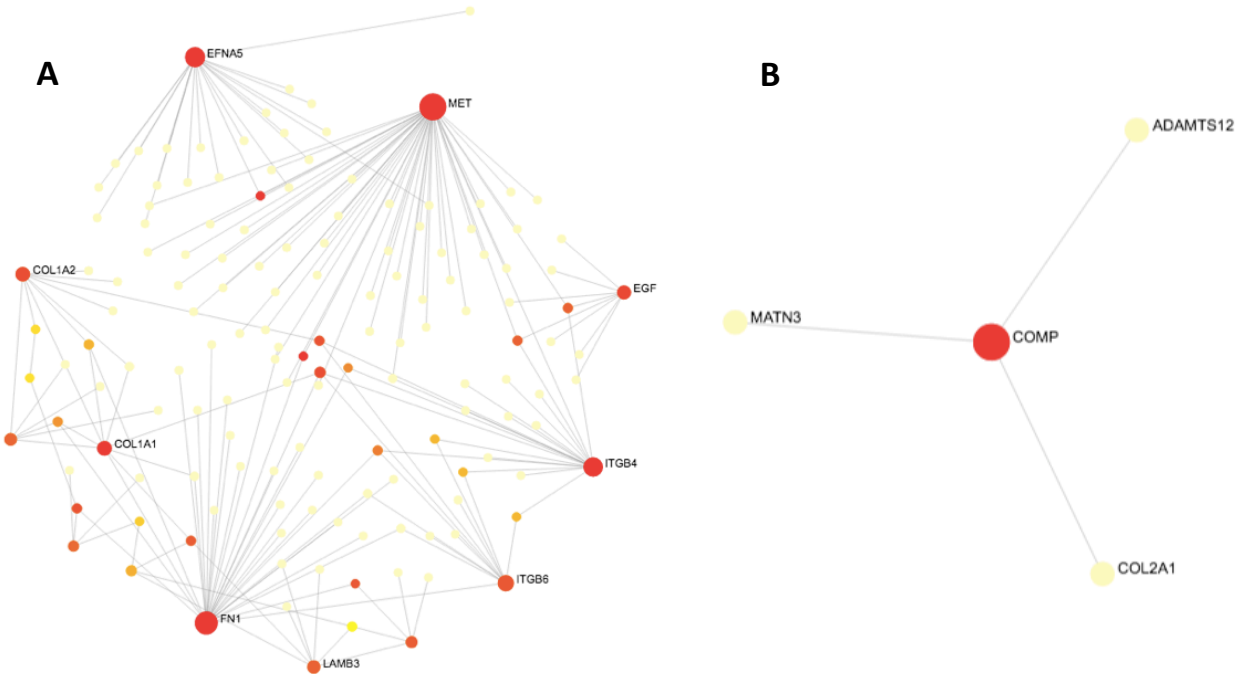 A
EFNA5
MET
COL1A2
EGF
COL1A1
ITGB4
ITGB6
FN1
LAMB3
B
ADAMTS12
MATN3
COMP
COL2A1